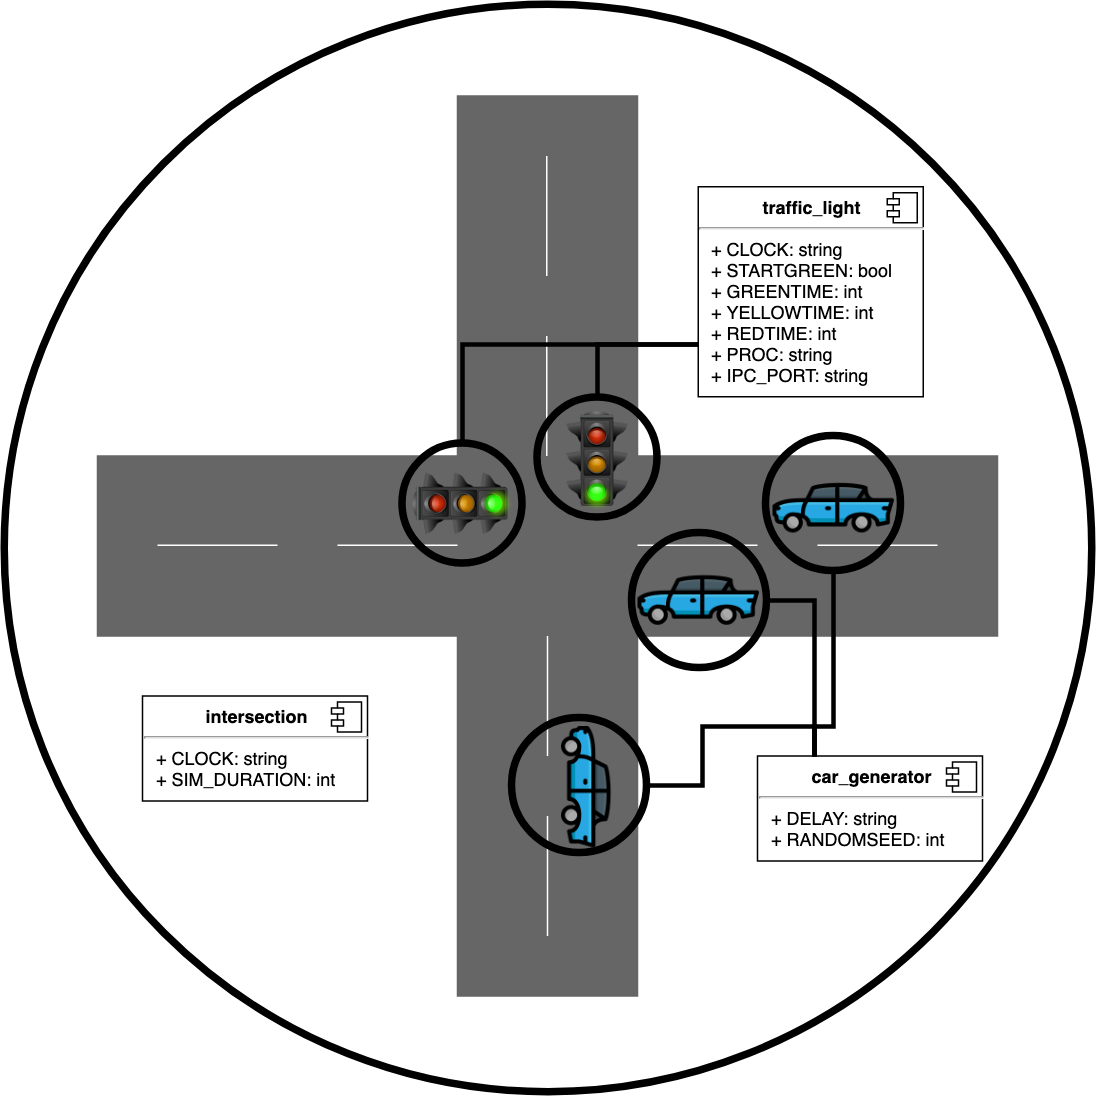 traffic_light
+ CLOCK: string
+ STARTGREEN: bool
+ GREENTIME: int
+ YELLOWTIME: int
+ REDTIME: int
+ PROC: string
+ IPC_PORT: string
intersection
+ CLOCK: string
+ SIM_DURATION: int
car_generator
+ DELAY: string
+ RANDOMSEED: int